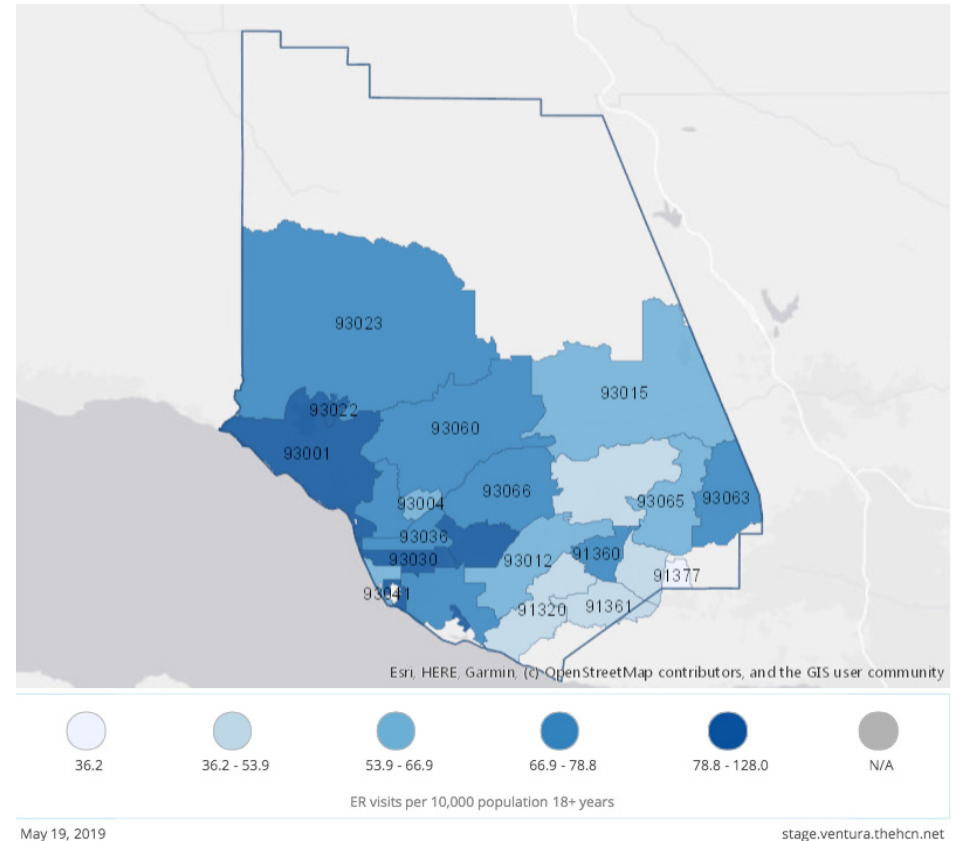 93023
93015
93022
93060
93001
93066
93065
93063
93004
93036
93030
93012
91360
91377
93041
91320
91361
Esri, HERE, Garmin, (c) OpenStreetMap contributors, and the GIS user community
36.2
36.2 - 53.9
53.9 - 66.9
66.9 - 78.8
78.8 - 128.0
N/A
ER visits per 10,000 population 18+ years
May 19, 2019
stage.ventura.thehcn.net